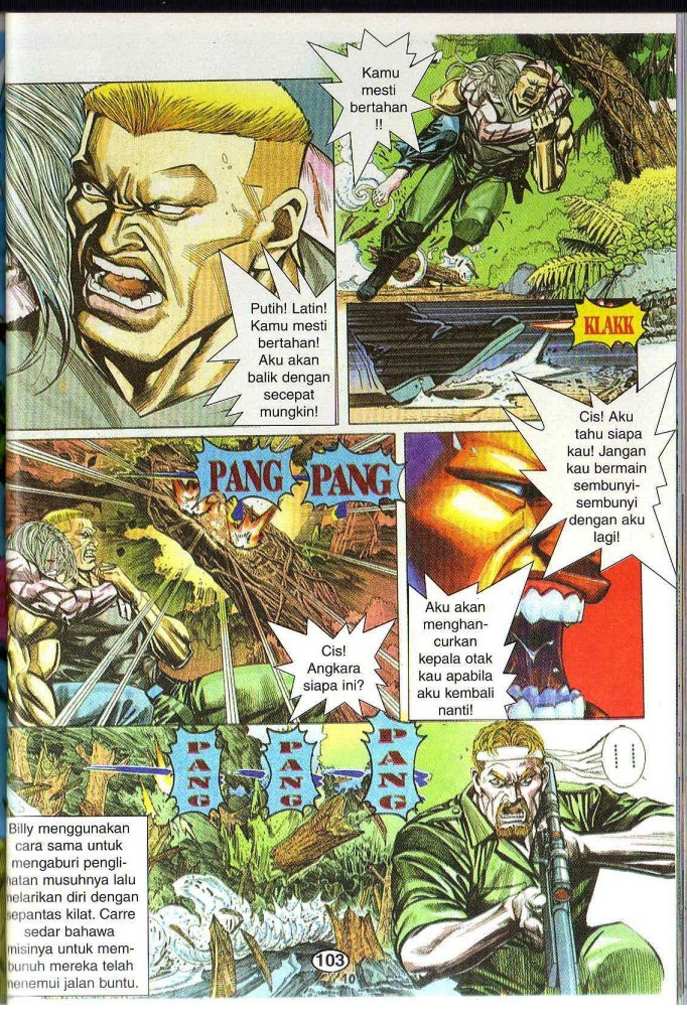 Kamu
mesti
bertahan
!!
Putih! Latin!
Kamu mesti
bertahan!
Aku akan
balik dengan
secepat
mungkin!
KLAKK
Cis! Aku
tahu siapa
kau! Jangan
kau bermain
sembunyi-
sembunyi
dengan aku
lagi!
PANG
PANG
Cis!
Angkara
siapa ini?
Aku akan
menghan-
curkan
kepala otak
kau apabila
aku kembali
nanti!
PANG
PANG
PANG
!!
Billy menggunakan
cara sama untuk
mengaburi pengli-
hatan musuhnya lalu
melarikan diri dengan
sepantas kilat. Carre
sedar bahawa
misinya untuk mem-
bunuh mereka telah
menemui jalan buntu.
103
10